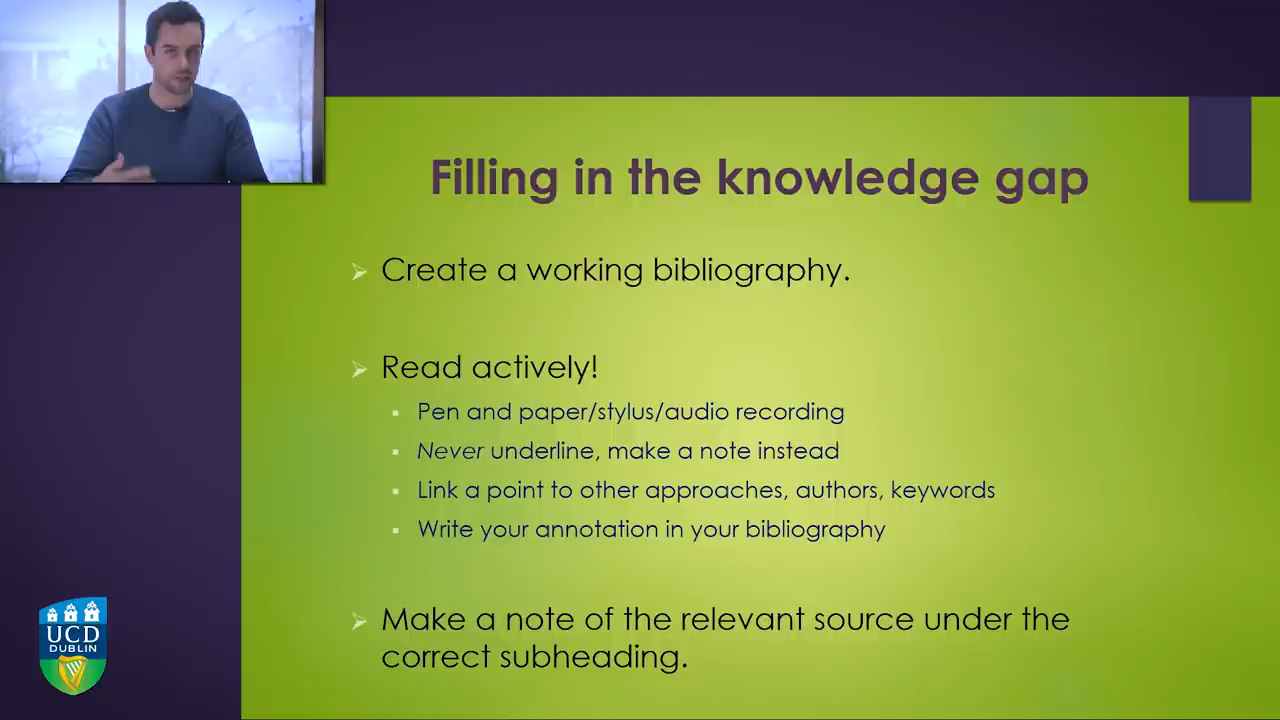 Filling in the knowledge gap
Create a working bibliography.
Read actively!
Pen and paper/stylus/audio recording
Never underline, make a note instead
Link a point to other approaches, authors, keywords
Write your annotation in your bibliography
Make a note of the relevant source under the
correct subheading.
UCD
DUBLIN